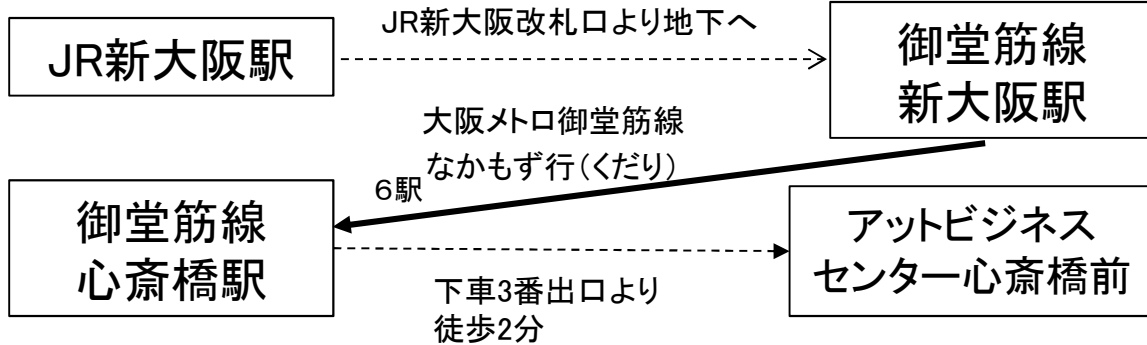 JR新大阪駅
JR新大阪改札口より地下へ
御堂筋線
新大阪駅
大阪メトロ御堂筋線
なかもず行(くだり)
6駅
御堂筋線
心斎橋駅
下車3番出口より
徒歩2分
アットビジネス
センター心斎橋前